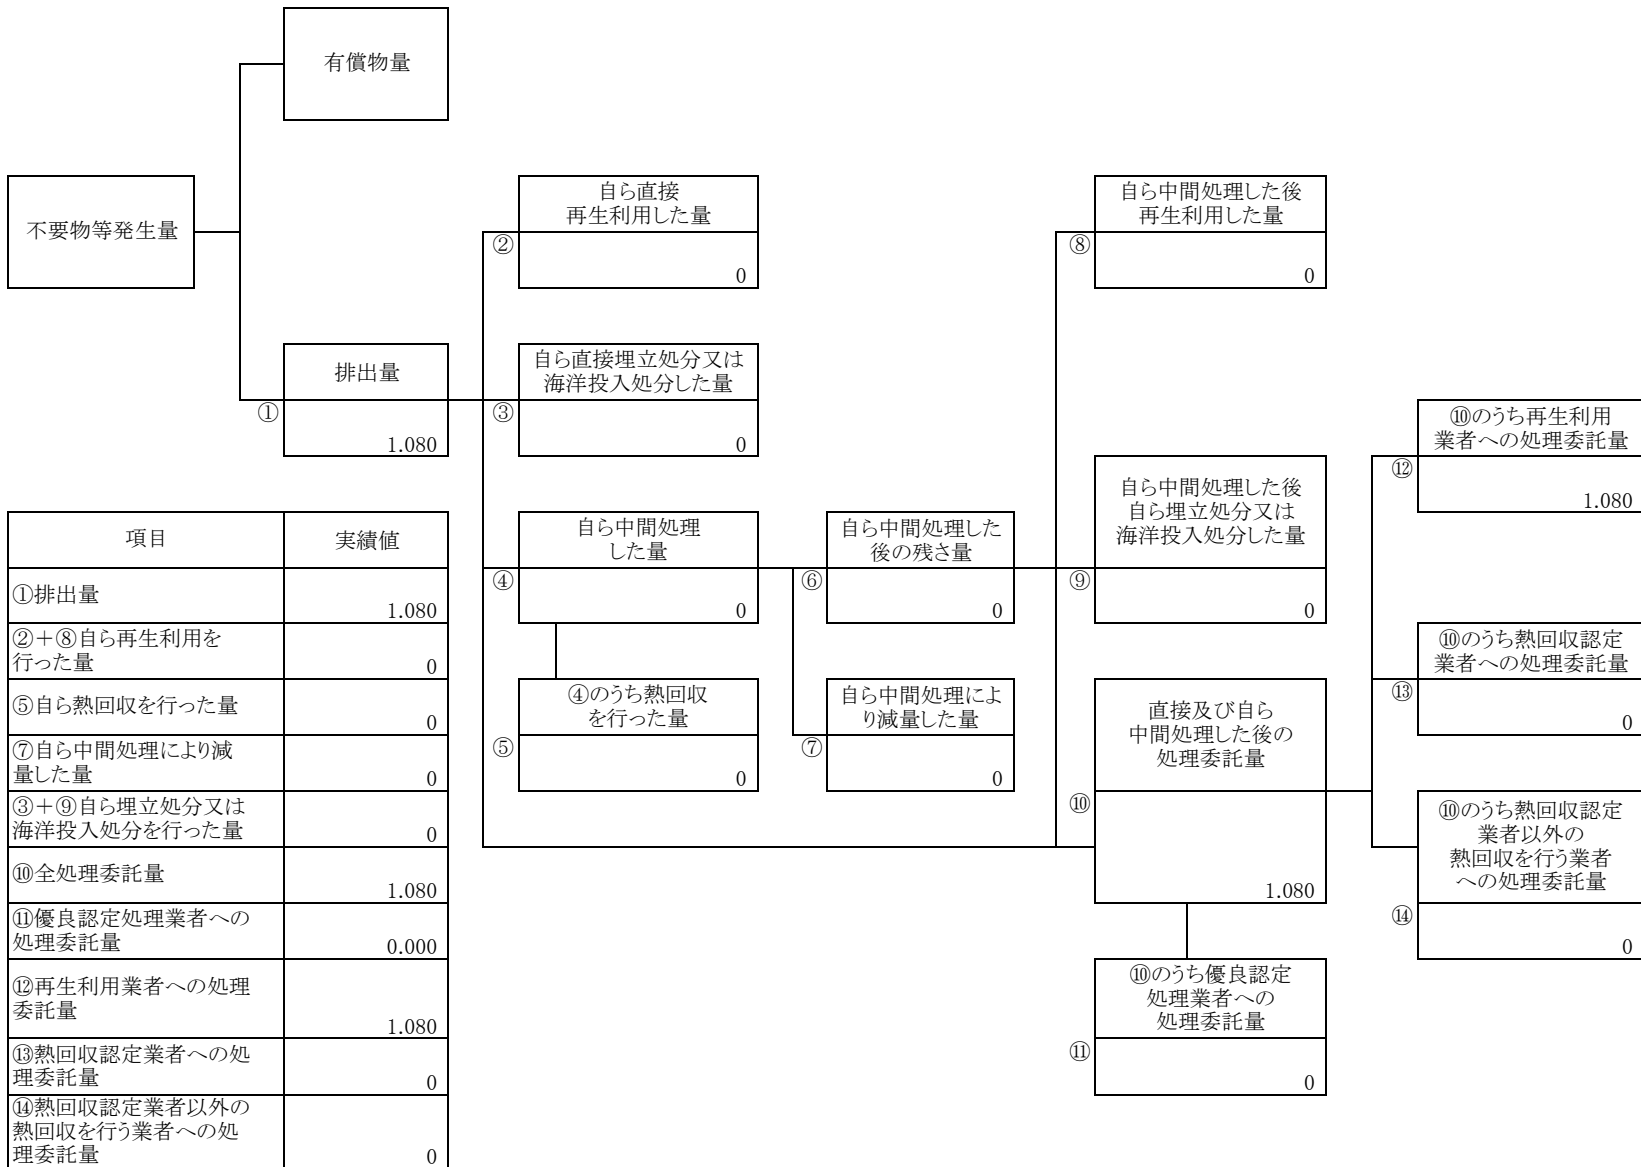 有償物量
不要物等発生量
排出量
①
1.080
自ら直接
再生利用した量
②
0
自ら直接埋立処分又は
海洋投入処分した量
③
0
自ら中間処理
した量
④
0
④のうち熱回収
を行った量
⑤
0
自ら中間処理した
後の残さ量
⑥
0
自ら中間処理によ
り減量した量
⑦
0
自ら中間処理した後
再生利用した量
⑧
0
自ら中間処理した後
自ら埋立処分又は
海洋投入処分した量
⑨
0
直接及び自ら
中間処理した後の
処理委託量
⑩
1.080
⑩のうち優良認定
処理業者への
処理委託量
⑪
0
⑩のうち再生利用
業者への処理委託量
⑫
1.080
⑩のうち熱回収認定
業者への処理委託量
⑬
0
⑩のうち熱回収認定
業者以外の
熱回収を行う業者
への処理委託量
⑭
0
項目 実績値
①排出量
1.080
②＋⑧自ら再生利用を
行った量
0
⑤自ら熱回収を行った量
0
⑦自ら中間処理により減
量した量
0
③＋⑨自ら埋立処分又は
海洋投入処分を行った量
0
⑩全処理委託量
1.080
⑪優良認定処理業者への
処理委託量
0.000
⑫再生利用業者への処理
委託量
1.080
⑬熱回収認定業者への処
理委託量
0
⑭熱回収認定業者以外の
熱回収を行う業者への処
理委託量
0